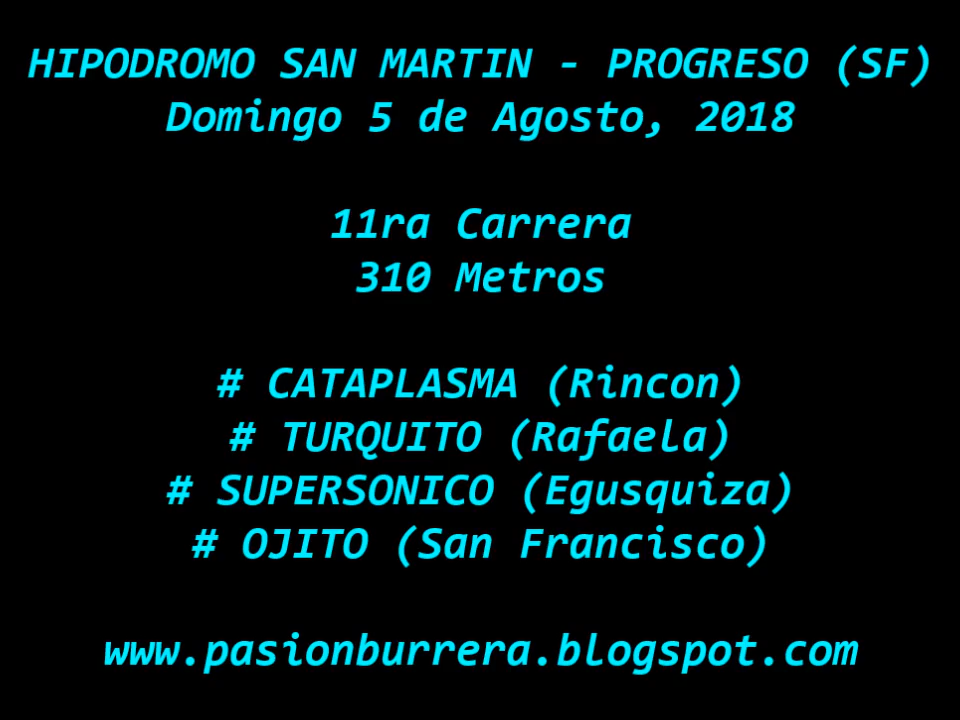 HIPODROMO SAN MARTIN - PROGRESO (SF)
Domingo 5 de Agosto, 2018
11ra Carrera
310 Metros
# CATAPLASMA (Rincon)
# TURQUITO (Rafaela)
# SUPERSONICO (Egusquiza)
# OJITO (San Francisco)
www.pasionburrera.blogspot.com